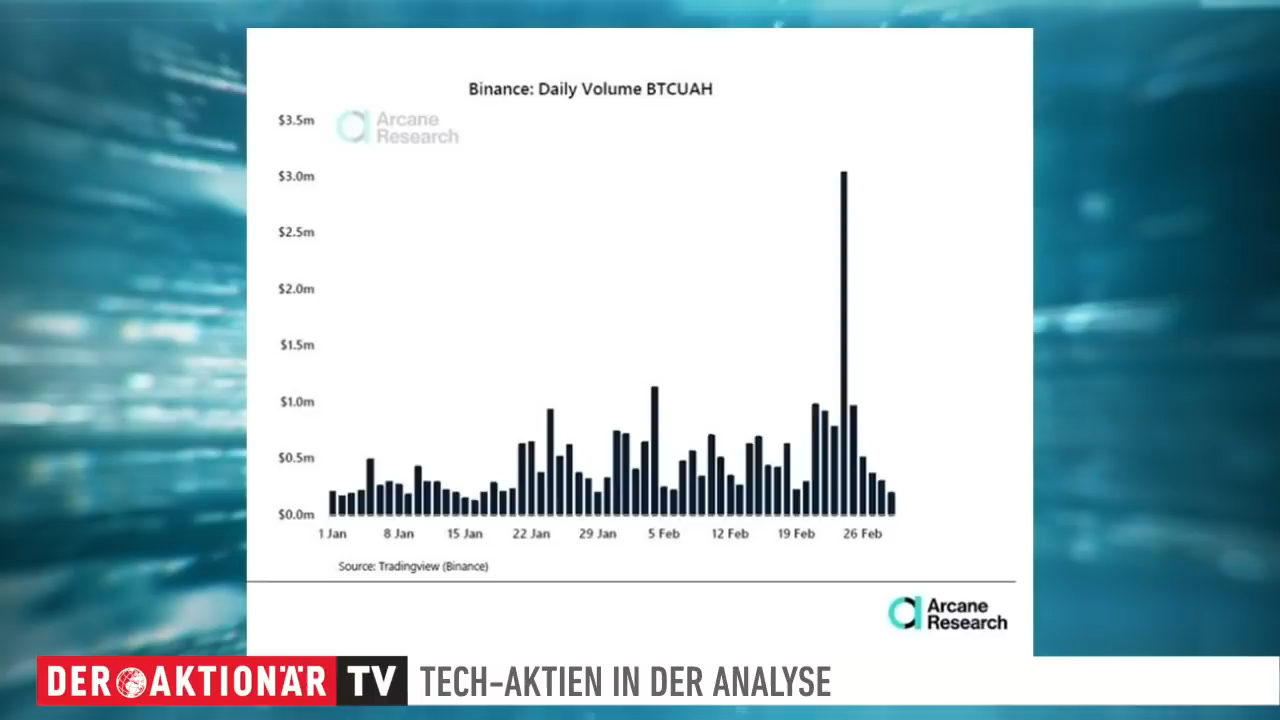 Binance: Daily Volume BTCUAH
Arcane
Research
$3.5m
$3.0m
$2.5m
$2.0m
$1.5m
$1.0m
$0.5m
$0.0m
1 Jan 8 Jan 15 Jan 22 Jan 29 Jan 5 Feb 12 Feb 19 Feb 26 Feb
Source: Tradingview (Binance)
Arcane
Research
DER AKTIONÄR TV TECH-AKTIEN IN DER ANALYSE